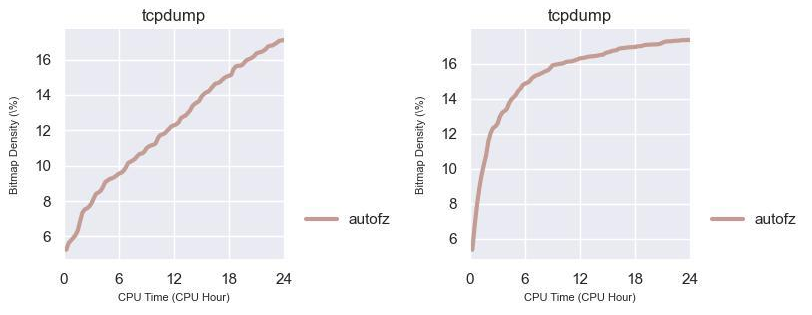 tcpdump
16
14
12
10
8
6
Bitmap Density (\%)
0 6 12 18 24
CPU Time (CPU Hour)
autofz
tcpdump
16
14
12
10
8
6
Bitmap Density (\%)
0 6 12 18 24
CPU Time (CPU Hour)
autofz